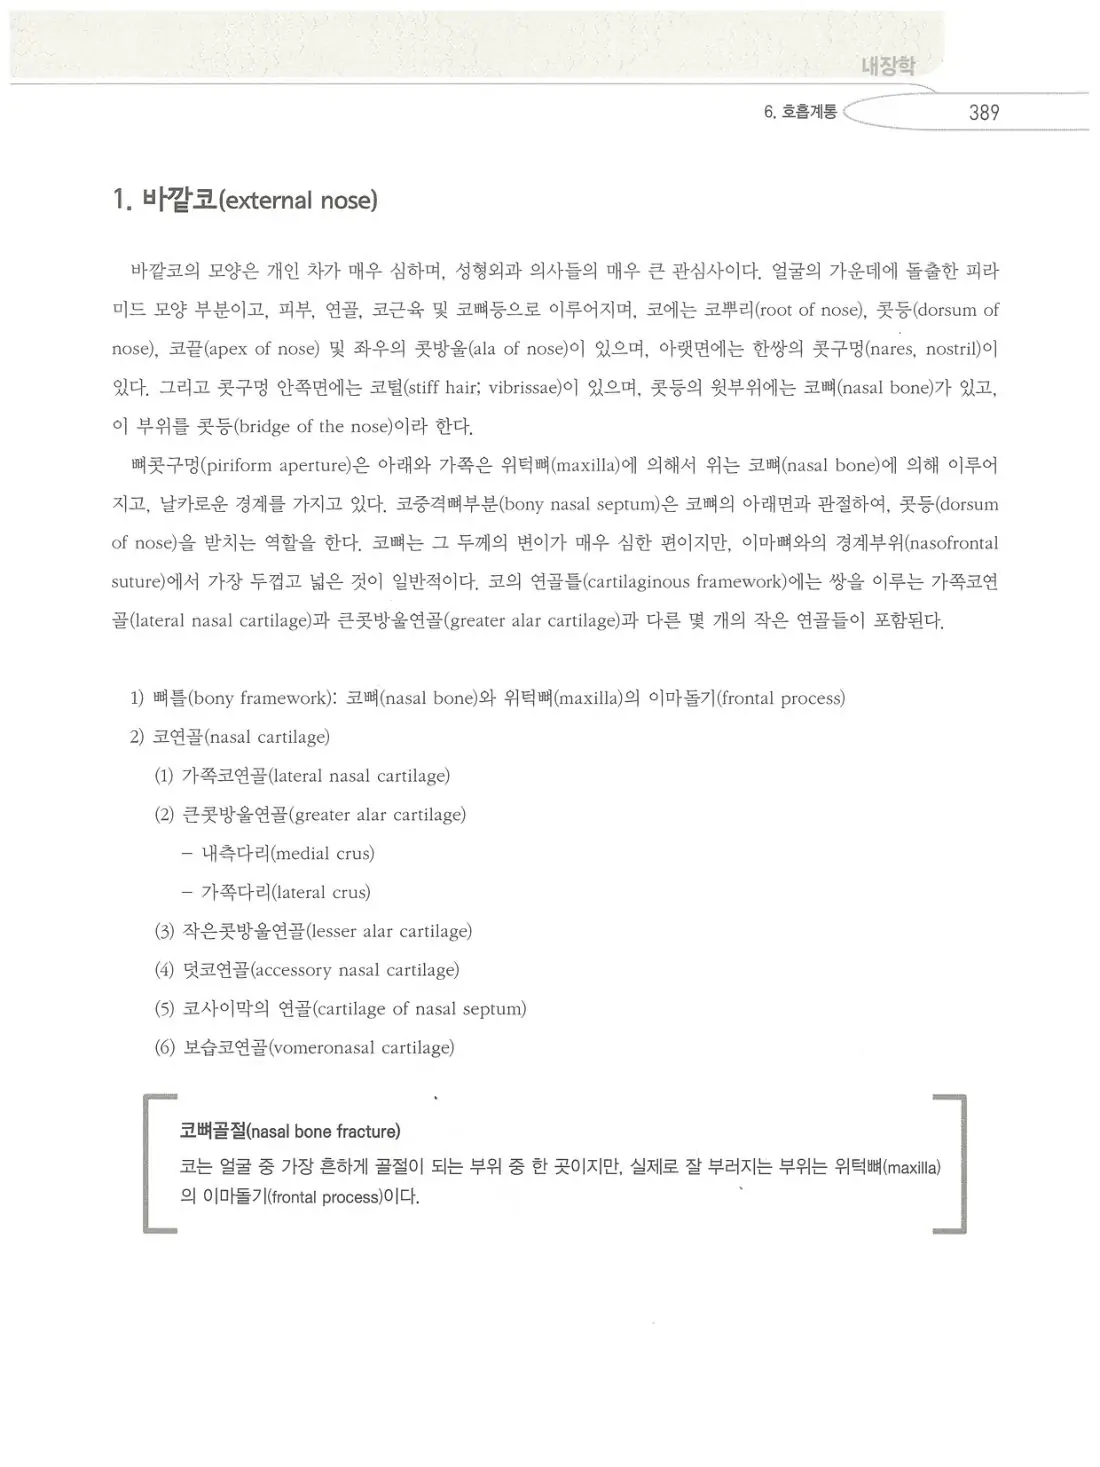 내장학
6. 호흡계통
389
1. 바깥코(external nose)
바깥코의 모양은 개인 차가 매우 심하며, 성형외과 의사들의 매우 큰 관심사이다. 얼굴의 가운데에 돌출한 피라
미드 모양 부분이고, 피부, 연골, 코근육 및 코뼈등으로 이루어지며, 코에는 코뿌리(root of nose), 콧등(dorsum of
nose), 코끝(apex of nose) 및 좌우의 콧방울(ala of nose)이 있으며, 아랫면에는 한쌍의 콧구멍(nares, nostril)이
있다. 그리고 콧구멍 안쪽면에는 코털(stiff hair; vibrissae)이 있으며, 콧등의 윗부위에는 코뼈(nasal bone)가 있고,
이 부위를 콧등(bridge of the nose)이라 한다.
뼈콧구멍(piriform aperture)은 아래와 가쪽은 위턱뼈(maxilla)에 의해서 위는 코뼈(nasal bone)에 의해 이루어
지고, 날카로운 경계를 가지고 있다. 코중격뼈부분(bony nasal septum)은 코뼈의 아래면과 관절하여, 콧등(dorsum
of nose)을 받치는 역할을 한다. 코뼈는 그 두께의 변이가 매우 심한 편이지만, 이마뼈와의 경계부위(nasofrontal
suture)에서 가장 두껍고 넓은 것이 일반적이다. 코의 연골틀(cartilaginous framework)에는 쌍을 이루는 가쪽코연
골(lateral nasal cartilage)과 큰콧방울연골(greater alar cartilage)과 다른 몇 개의 작은 연골들이 포함된다.
1) 뼈틀(bony framework): 코뼈(nasal bone)와 위턱뼈(maxilla)의 이마돌기(frontal process)
2) 코연골(nasal cartilage)
(1) 가쪽코연골(lateral nasal cartilage)
(2) 큰콧방울연골(greater alar cartilage)
- 내측다리(medial crus)
- 가쪽다리(lateral crus)
(3) 작은콧방울연골(lesser alar cartilage)
(4) 덧코연골(accessory nasal cartilage)
(5) 코사이막의 연골(cartilage of nasal septum)
(6) 보습코연골(vomeronasal cartilage)
코뼈골절(nasal bone fracture)
코는 얼굴 중 가장 흔하게 골절이 되는 부위 중 한 곳이지만, 실제로 잘 부러지는 부위는 위턱뼈(maxilla)
의 이마돌기(frontal process)이다.